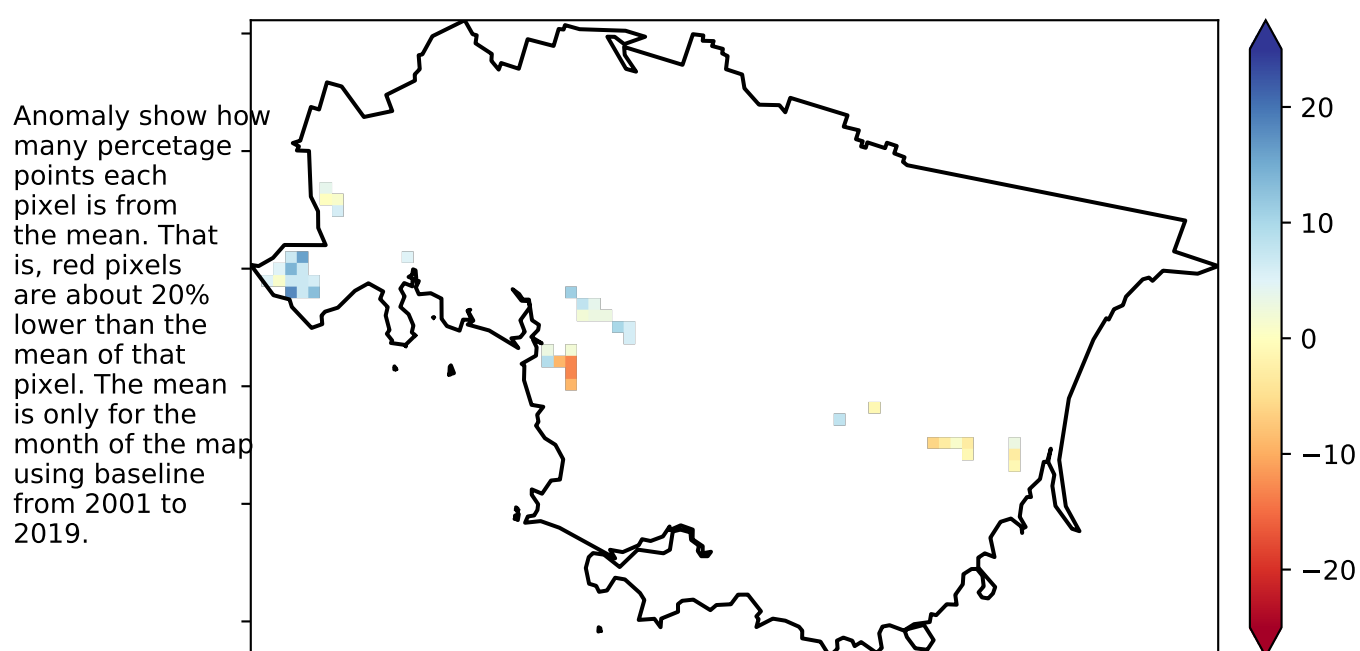 Anomaly show how
many percetage
points each
pixel is from
the mean. That
is, red pixels
are about 20%
lower than the
mean of that
pixel. The mean
is only for the
month of the map
using baseline
from 2001 to
2019.
20
10
0
−10
−20